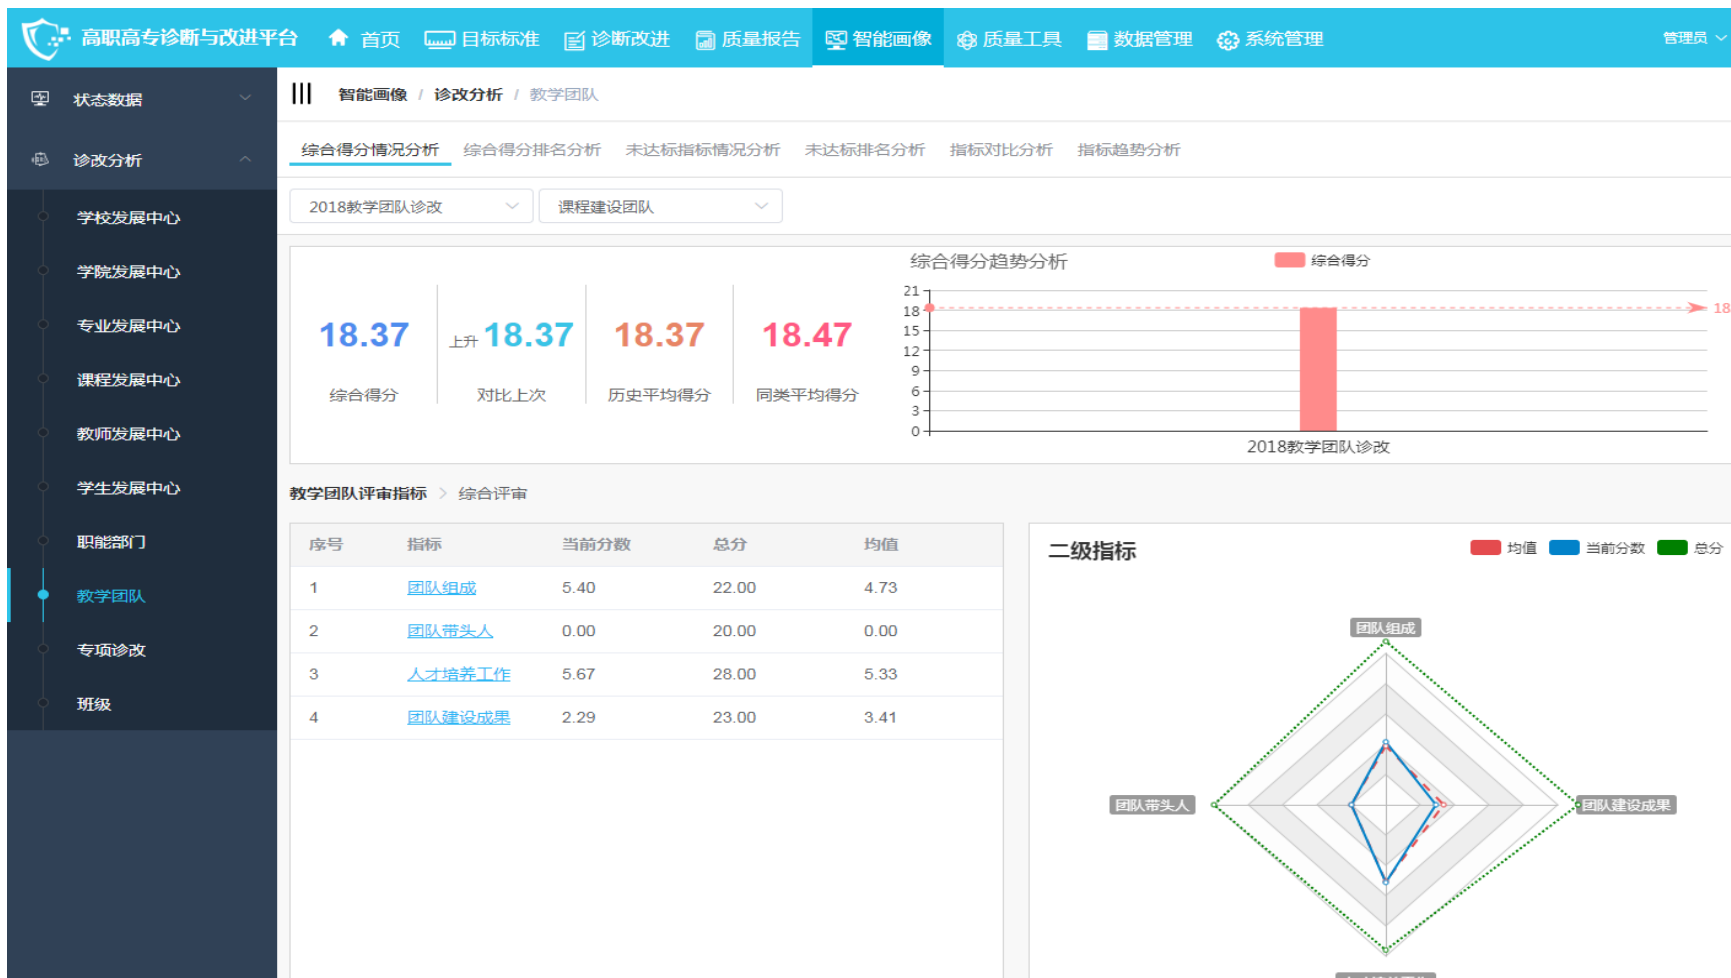 高职高专诊断与改进平台 首页 目标标准 诊断改进 质量报告 智能画像 质量工具 数据管理 系统管理 管理员
状态数据
诊改分析
学校发展中心
学院发展中心
专业发展中心
课程发展中心
教师发展中心
学生发展中心
职能部门
教学团队
专项诊改
班级
智能画像 / 诊改分析 / 教学团队
综合得分情况分析 综合得分排名分析 未达标指标情况分析 未达标排名分析 指标对比分析 指标趋势分析
2018教学团队诊改 课程建设团队
18.37 上升 18.37 18.37 18.47
综合得分 对比上次 历史平均得分 同类平均得分
综合得分趋势分析 综合得分
21
18 18
15
12
9
6
3
0
2018教学团队诊改
教学团队评审指标 > 综合评审
序号 指标 当前分数 总分 均值
1 团队组成 5.40 22.00 4.73
2 团队带头人 0.00 20.00 0.00
3 人才培养工作 5.67 28.00 5.33
4 团队建设成果 2.29 23.00 3.41
二级指标 均值 当前分数 总分
团队组成
团队带头人 团队建设成果